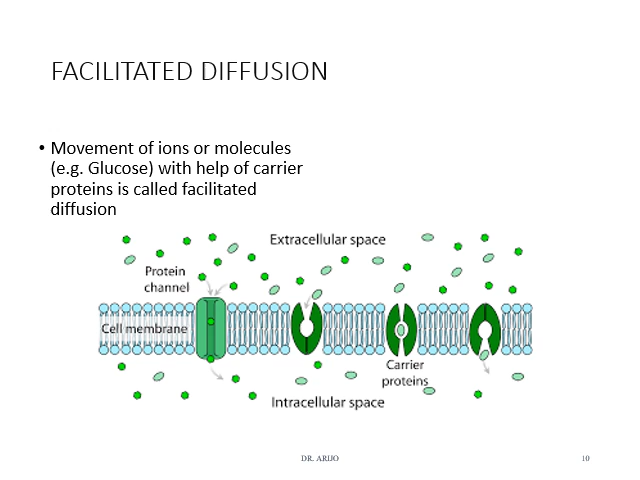 FACILITATED DIFFUSION
• Movement of ions or molecules
(e.g. Glucose) with help of carrier
proteins is called facilitated
diffusion
Extracellular space
Protein
channel
Cell membrane
Carrier
proteins
Intracellular space
DR. ARIJO
10